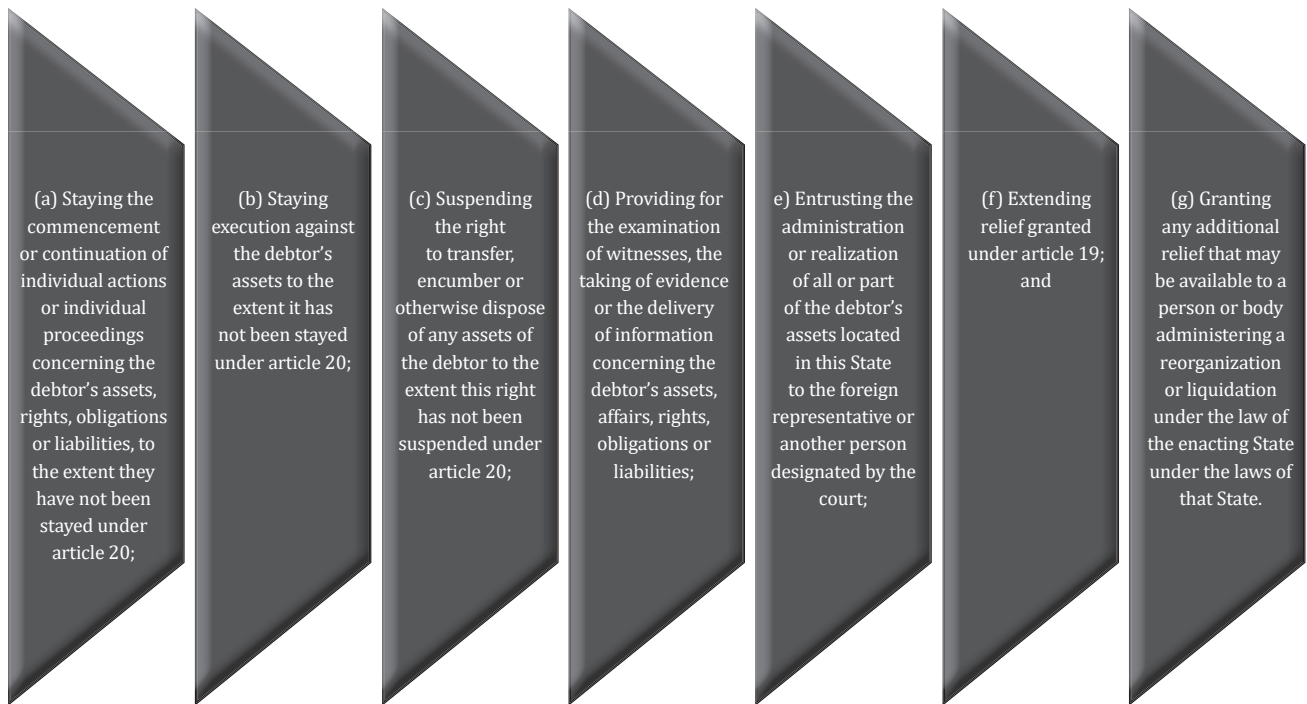 (a) Staying the
commencement
or continuation of
individual actions
or individual
proceedings
concerning the
debtor’s assets,
rights, obligations
or liabilities, to
the extent they
have not been
stayed under
article 20;
(b) Staying
execution against
the debtor’s
assets to the
extent it has
not been stayed
under article 20;
(c) Suspending
the right
to transfer,
encumber or
otherwise dispose
of any assets of
the debtor to the
extent this right
has not been
suspended under
article 20;
(d) Providing for
the examination
of witnesses, the
taking of evidence
or the delivery
of information
concerning the
debtor’s assets,
affairs, rights,
obligations or
liabilities;
e) Entrusting the
administration
or realization
of all or part
of the debtor’s
assets located
in this State
to the foreign
representative or
another person
designated by the
court;
(f) Extending
relief granted
under article 19;
and
(g) Granting
any additional
relief that may
be available to a
person or body
administering a
reorganization
or liquidation
under the law of
the enacting State
under the laws of
that State.